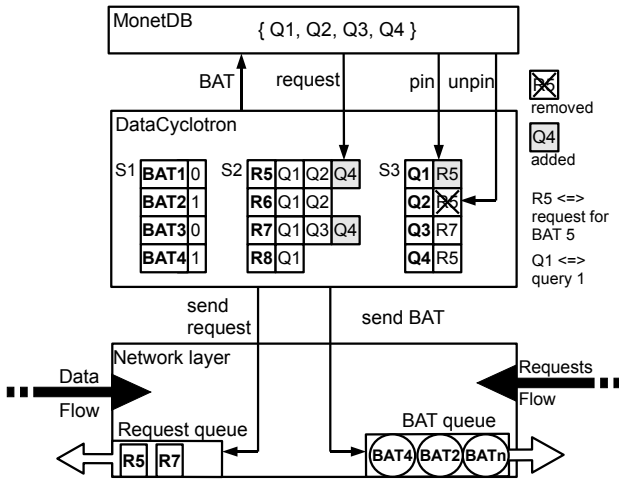 MonetDB
{ Q1, Q2, Q3, Q4 }
BAT
request
pin
unpin
R5
removed
Q4
added
R5 <=>
request for
BAT 5
Q1 <=>
query 1
DataCyclotron
S1
BAT1 0
BAT2 1
BAT3 0
BAT4 1
S2
R5 Q1 Q2 Q4
R6 Q1 Q2
R7 Q1 Q3 Q4
R8 Q1
S3
Q1 R5
Q2 R5
Q3 R7
Q4 R5
send
request
send BAT
Network layer
Data
Flow
Requests
Flow
Request queue
R5 R7
BAT queue
BAT4 BAT2 BATn